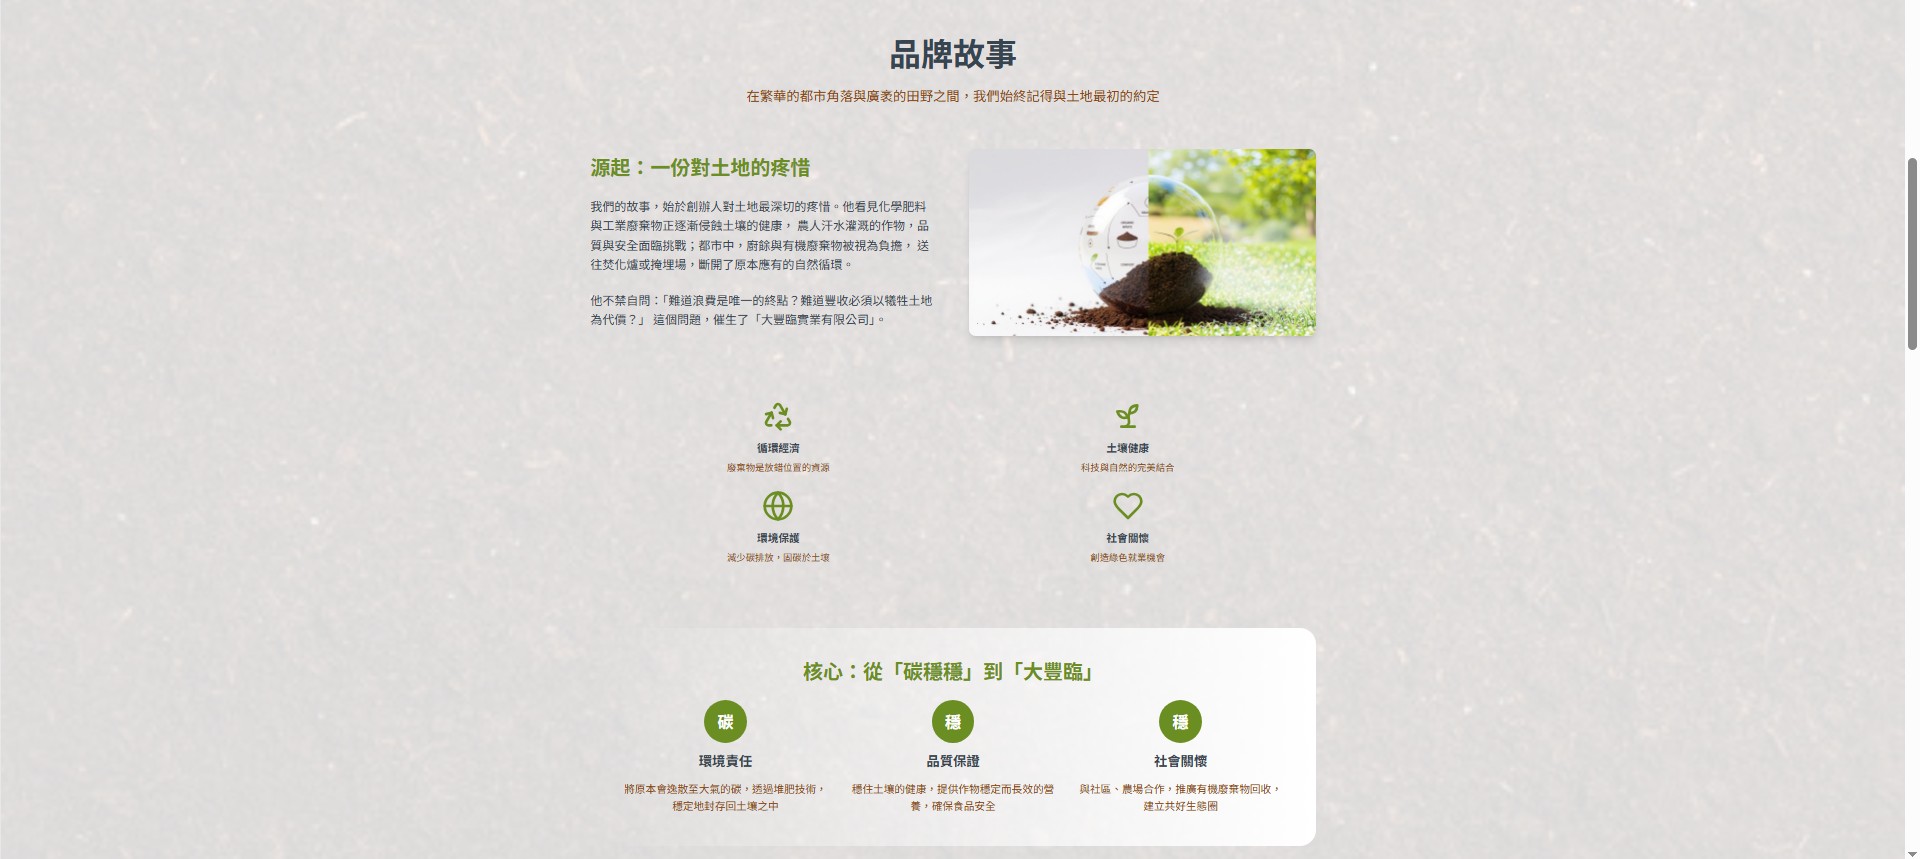 品牌故事
在繁華的都市角落與廣袤的田野之間，我們始終記得與土地最初的約定
源起：一份對土地的疼惜
我們的故事，始於創辦人對土地最深切的疼惜。他看見化學肥料
與工業廢棄物正逐漸侵蝕土壤的健康， 農人汗水灌溉的作物，品
質與安全面臨挑戰；都市中，廚餘與有機廢棄物被視為負擔， 送
往焚化爐或掩埋場，斷開了原本應有的自然循環。
他不禁自問：「難道浪費是唯一的終點？難道豐收必須以犧牲土地
為代價？」 這個問題，催生了「大豐臨實業有限公司」。
循環經濟
廢棄物是放錯位置的資源
土壤健康
科技與自然的完美結合
環境保護
減少碳排放，固碳於土壤
社會關懷
創造綠色就業機會
核心：從「碳穩穩」到「大豐臨」
碳
環境責任
將原本會逸散至大氣的碳，透過堆肥技術，
穩定地封存回土壤之中
穩
品質保證
穩住土壤的健康，提供作物穩定而長效的營
養，確保食品安全
穩
社會關懷
與社區、農場合作，推廣有機廢棄物回收，
建立共好生態圈